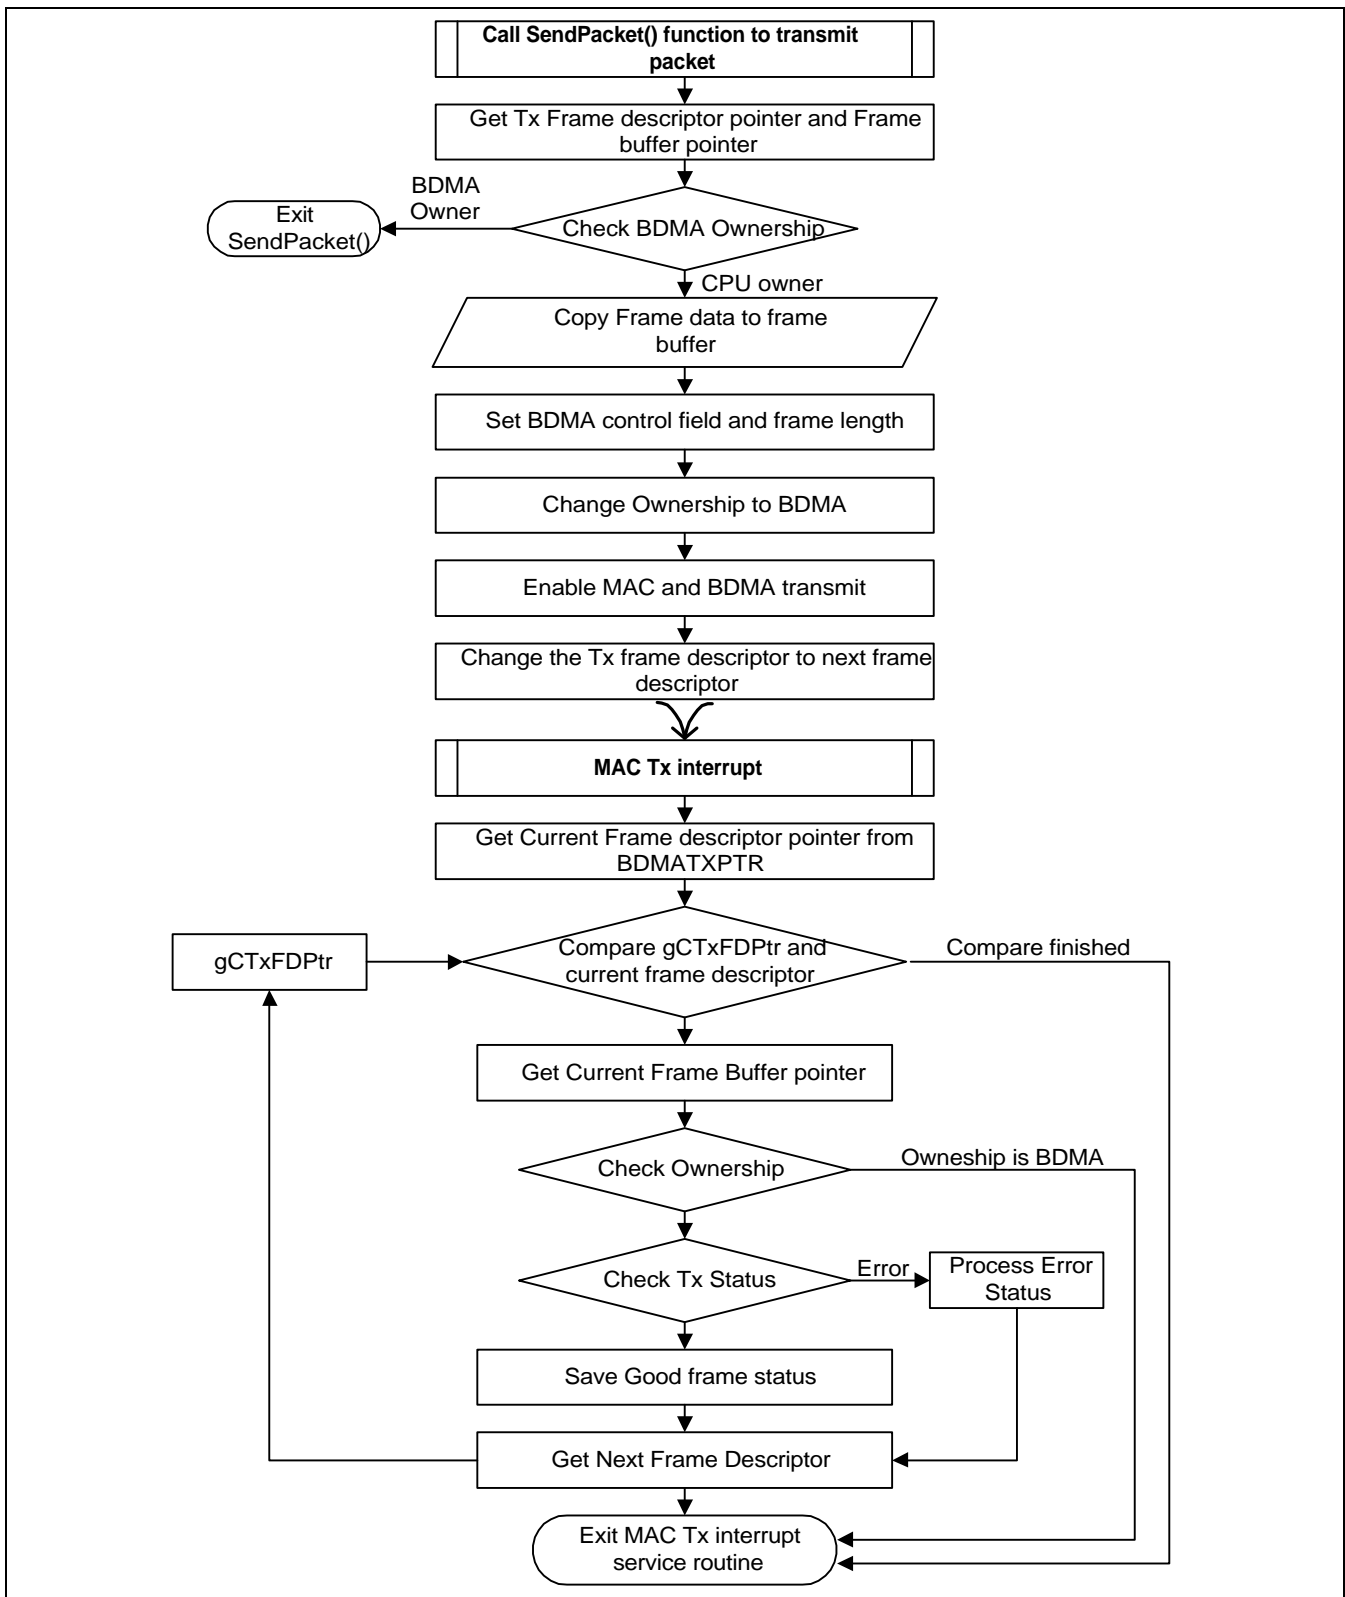 Call SendPacket() function to transmit
packet
Get Tx Frame descriptor pointer and Frame
buffer pointer
BDMA
Owner
Exit
SendPacket()
Check BDMA Ownership
CPU owner
Copy Frame data to frame
buffer
Set BDMA control field and frame length
Change Ownership to BDMA
Enable MAC and BDMA transmit
Change the Tx frame descriptor to next frame
descriptor
MAC Tx interrupt
Get Current Frame descriptor pointer from
BDMATXPTR
gCTxFDPtr
Compare gCTxFDPtr and
current frame descriptor
Compare finished
Get Current Frame Buffer pointer
Check Ownership
Owneship is BDMA
Check Tx Status
Error
Process Error
Status
Save Good frame status
Get Next Frame Descriptor
Exit MAC Tx interrupt
service routine